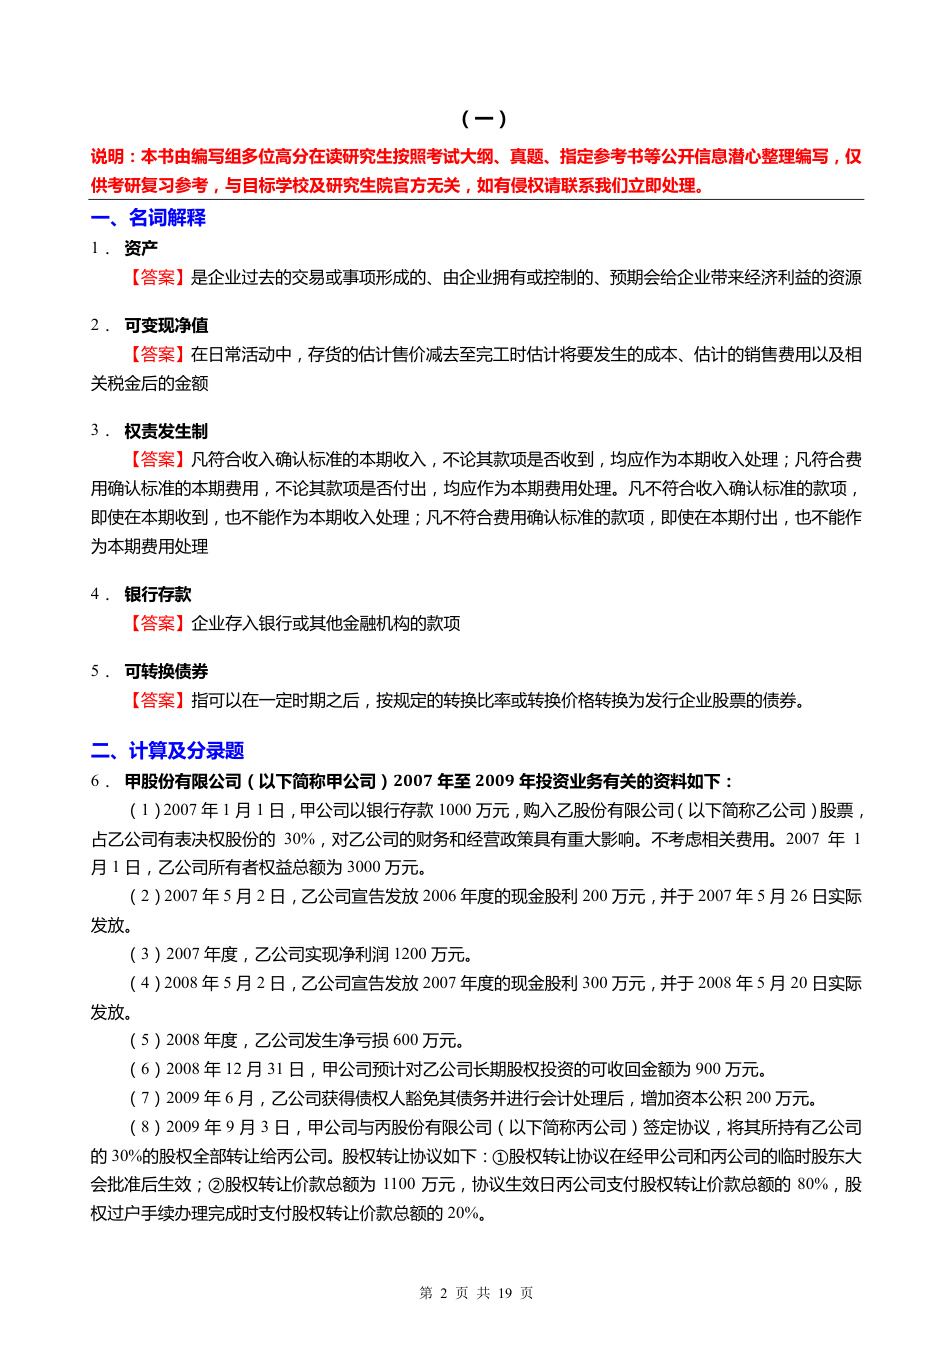 （一）
说明：本书由编写组多位高分在读研究生按照考试大纲、真题、指定参考书等公开信息潜心整理编写，仅
供考研复习参考，与目标学校及研究生院官方无关，如有侵权请联系我们立即处理。
一、名词解释
1． 资产
【答案】是企业过去的交易或事项形成的、由企业拥有或控制的、预期会给企业带来经济利益的资源
2． 可变现净值
【答案】在日常活动中，存货的估计售价减去至完工时估计将要发生的成本、估计的销售费用以及相
关税金后的金额
3． 权责发生制
【答案】凡符合收入确认标准的本期收入，不论其款项是否收到，均应作为本期收入处理；凡符合费
用确认标准的本期费用，不论其款项是否付出，均应作为本期费用处理。凡不符合收入确认标准的款项，
即使在本期收到，也不能作为本期收入处理；凡不符合费用确认标准的款项，即使在本期付出，也不能作
为本期费用处理
4． 银行存款
【答案】企业存入银行或其他金融机构的款项
5． 可转换债券
【答案】指可以在一定时期之后，按规定的转换比率或转换价格转换为发行企业股票的债券。
二、计算及分录题
6． 甲股份有限公司（以下简称甲公司）2007 年至 2009 年投资业务有关的资料如下：
（1）2007 年 1 月 1 日，甲公司以银行存款 1000 万元，购入乙股份有限公司（以下简称乙公司）股票，
占乙公司有表决权股份的 30%，对乙公司的财务和经营政策具有重大影响。不考虑相关费用。2007 年 1
月 1 日，乙公司所有者权益总额为 3000 万元。
（2）2007 年 5 月 2 日，乙公司宣告发放 2006 年度的现金股利 200 万元，并于 2007 年 5 月 26 日实际
发放。
（3）2007 年度，乙公司实现净利润 1200 万元。
（4）2008 年 5 月 2 日，乙公司宣告发放 2007 年度的现金股利 300 万元，并于 2008 年 5 月 20 日实际
发放。
（5）2008 年度，乙公司发生净亏损 600 万元。
（6）2008 年 12 月 31 日，甲公司预计对乙公司长期股权投资的可收回金额为 900 万元。
（7）2009 年 6 月，乙公司获得债权人豁免其债务并进行会计处理后，增加资本公积 200 万元。
（8）2009 年 9 月 3 日，甲公司与丙股份有限公司（以下简称丙公司）签定协议，将其所持有乙公司
的 30%的股权全部转让给丙公司。股权转让协议如下：①股权转让协议在经甲公司和丙公司的临时股东大
会批准后生效；②股权转让价款总额为 1100 万元，协议生效日丙公司支付股权转让价款总额的 80%，股
权过户手续办理完成时支付股权转让价款总额的 20%。
第 2 页 共 19 页